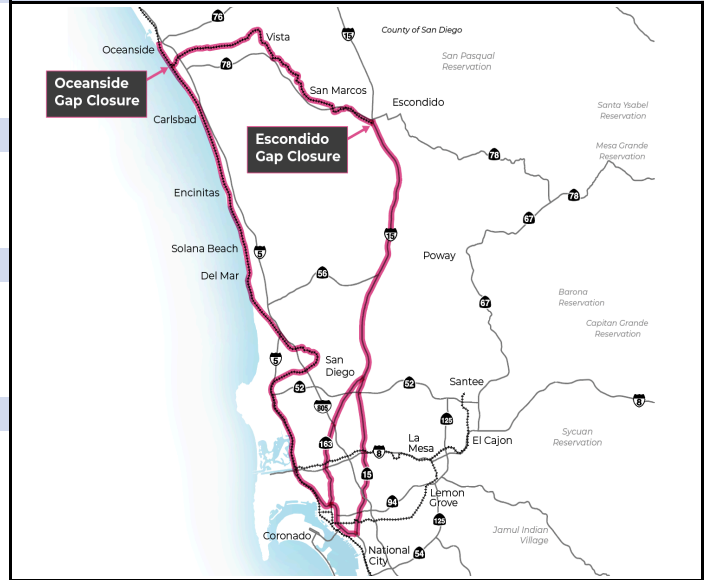 76
Vista
15
County of San Diego
Oceanside
San Pasqual
Reservation
78
Oceanside
Gap Closure
San Marcos
Escondido
Santa Ysabel
Reservation
Carlsbad
Escondido
Gap Closure
Mesa Grande
Reservation
78
78
Encinitas
67
15
Solana Beach
5
Poway
Del Mar
56
Barona
Reservation
67
Capitan Grande
Reservation
5
San
Diego
52
52
Santee
8
805
125
163
La
Mesa
El Cajon
Sycuan
Reservation
8
15
94
Lemon
Grove
125
Jamul Indian
Village
Coronado
National
City
54